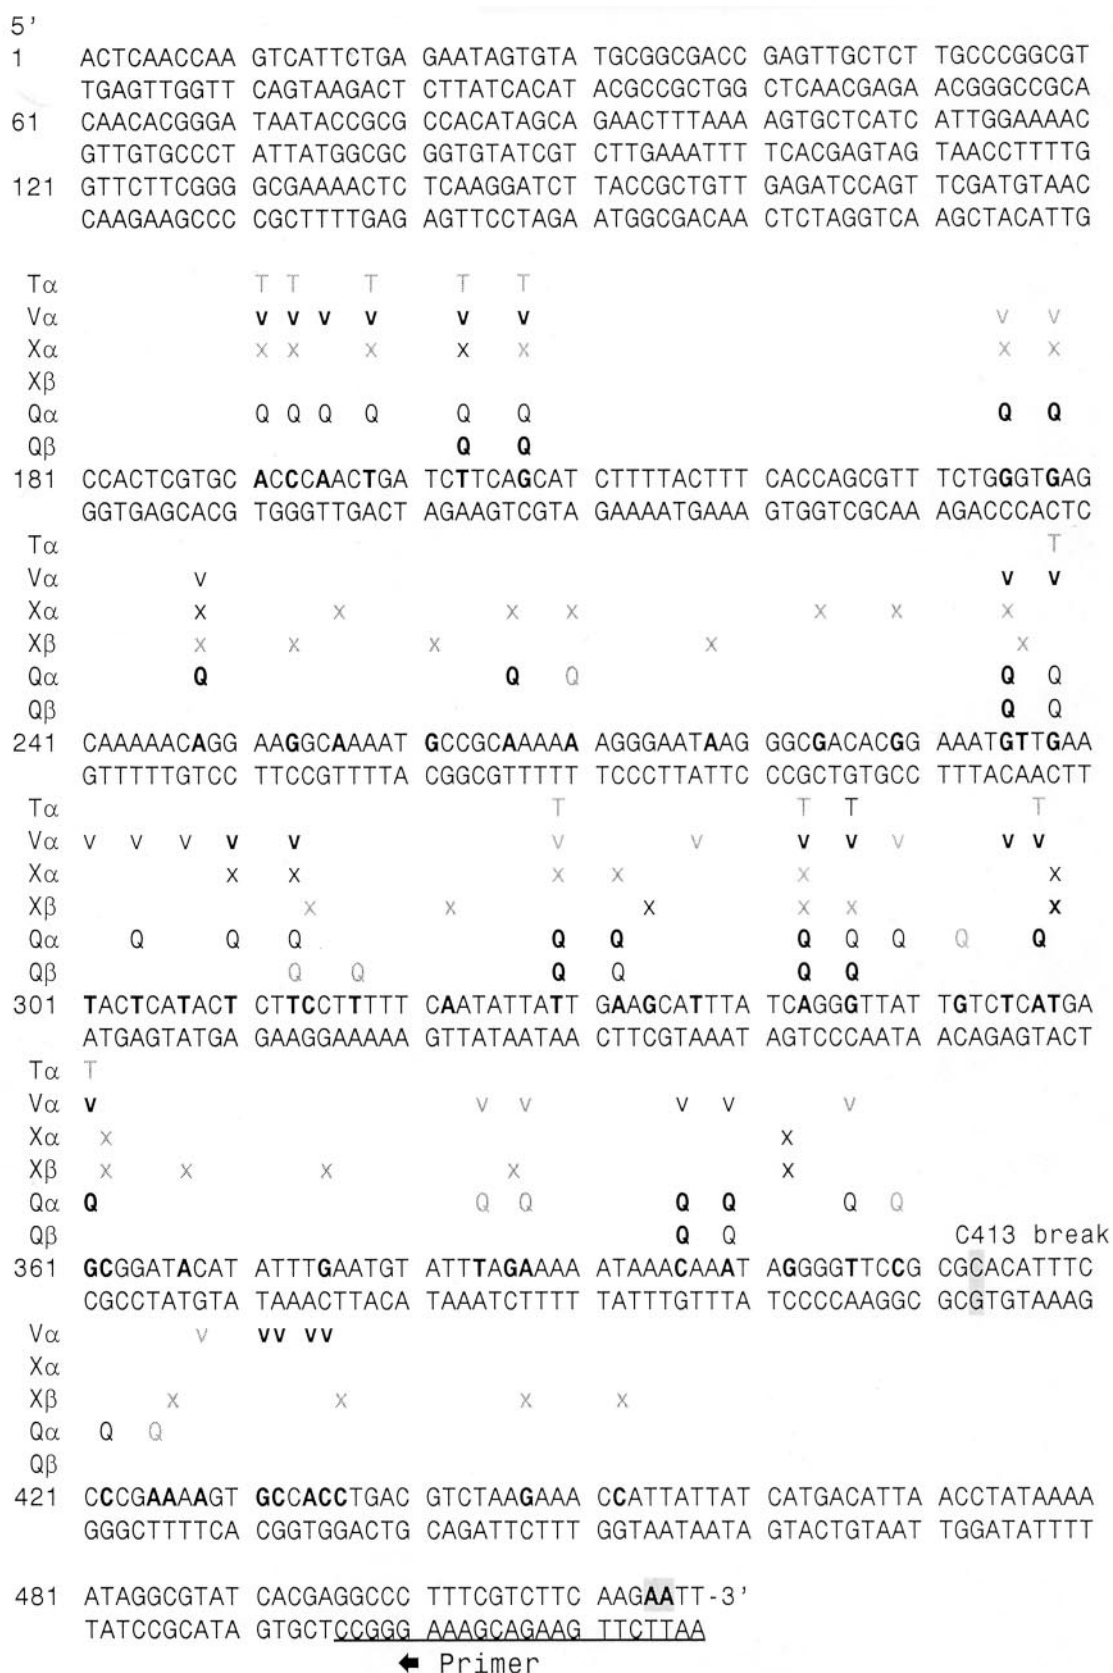 5'
1 ACTCAACCAA GTCATTCTGA GAATAGTGTA TGCGGCGACC GAGTTGCTCT TGCCCGGCGT
TGAGTTGGTT CAGTAAGACT CTTATCACAT ACGCCGCTGG CTCAACGAGA ACGGGCCGCA
61 CAACACGGGA TAATACCGCG CCACATAGCA GAACTTTAAA AGTGCTCATC ATTGGAAAAC
GTTGTGCCCT ATTATGGCGC GGTGTATCGT CTTGAAATTT TCACGAGTAG TAACCTTTTG
121 GTTCTTCGGG GCGAAAACTC TCAAGGATCT TACCGCTGTT GAGATCCAGT TCGATGTAAC
CAAGAAGCCC CGCTTTTGAG AGTTCCTAGA ATGGCGACAA CTCTAGGTCA AGCTACATTG
Tα T T T T T
Vα v v v v v v v v
Xα x x x x x x x
Xβ
Qα Q Q Q Q Q Q Q Q
Qβ Q Q
181 CCACTCGTGC ACCCAACTGA TCTTCAGCAT CTTTTACTTT CACCAGCGTT TCTGGGTGAG
GGTGAGCACG TGGGTTGACT AGAAGTCGTA GAAAATGAAA GTGGTCGCAA AGACCCACTC
Tα T
Vα v v v
Xα x x x x x x x
Xβ x x x x x
Qα Q Q Q Q Q
Qβ Q Q
241 CAAAAACAGG AAGGCAAAAT GCCGCAAAAA AGGGAATAAG GGCGACACGG AAATGTTGAA
GTTTTTGTCC TTCCGTTTTA CGGCGTTTTT TCCCTTATTC CCGCTGTGCC TTTACAACTT
Tα T T T T
Vα v v v v v v v v v v v v
Xα x x x x x x
Xβ x x x x x x
Qα Q Q Q Q Q Q Q Q Q Q
Qβ Q Q Q Q Q Q
301 TACTCATACT CTTCCTTTTT CAATATTATT GAAGCATTTA TCAGGGTTAT TGTCTCATGA
ATGAGTATGA GAAGGAAAAA GTTATAATAA CTTCGTAAAT AGTCCCAATA ACAGAGTACT
Tα T
Vα v v v v v v
Xα x x
Xβ x x x x x
Qα Q Q Q Q Q Q Q
Qβ Q Q C413 break
361 GCGGATACAT ATTTGAATGT ATTTAGAAAA ATAAACAAAT AGGGGTTCCG CGCACATTTC
CGCCTATGTA TAAACTTACA TAAATCTTTT TATTTGTTTA TCCCCAAGGC GCGTGTAAAG
Vα v vv vv
Xα
Xβ x x x x
Qα Q Q
Qβ
421 CCCCGAAAAGT GCCACCTGAC GTCTAAGAAA CCATTATTAT CATGACATTA ACCTATAAAA
GGGCTTTTCA CGGTGGACTG CAGATTCTTT GGTAATAATA GTACTGTAAT TGGATATTTT
481 ATAGGCGTAT CACGAGGCCC TTTCGTCTTC AAGAATT-3'
TATCCGCATA GTGCTCCGGG AAAGCAGAAG TTCTTAA
← Primer